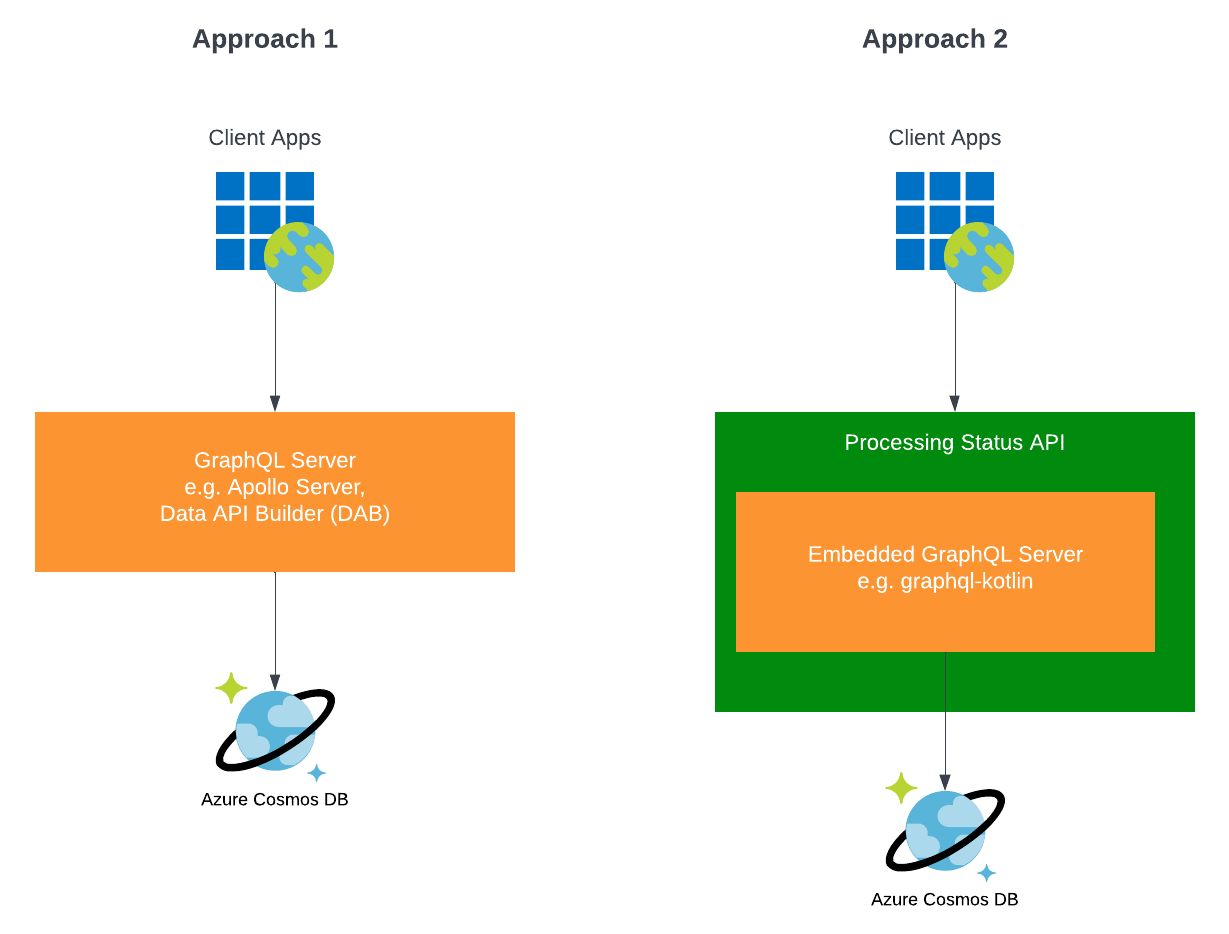 Approach 1
Client Apps
GraphQL Server
e.g. Apollo Server,
Data API Builder (DAB)
Azure Cosmos DB
Approach 2
Client Apps
Processing Status API
Embedded GraphQL Server
e.g. graphql-kotlin
Azure Cosmos DB